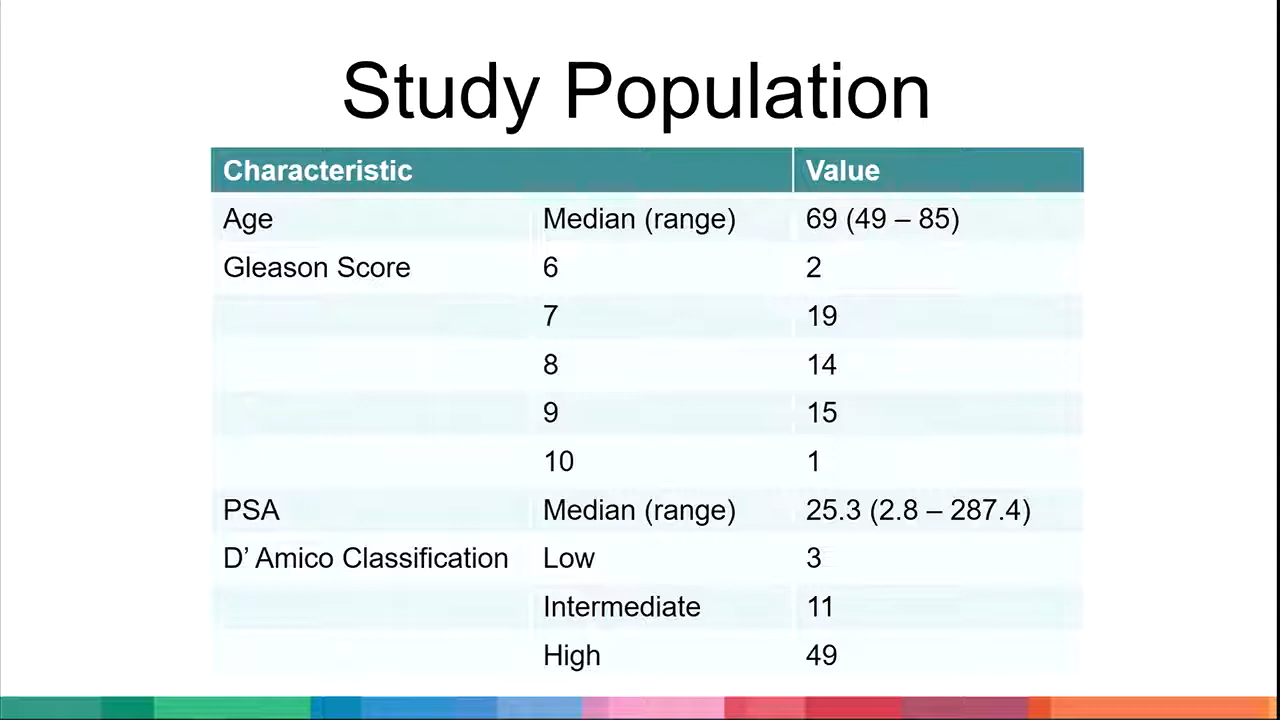 Study Population
Characteristic Value
Age Median (range) 69 (49 – 85)
Gleason Score 6 2
7 19
8 14
9 15
10 1
PSA Median (range) 25.3 (2.8 – 287.4)
D’ Amico Classification Low 3
Intermediate 11
High 49